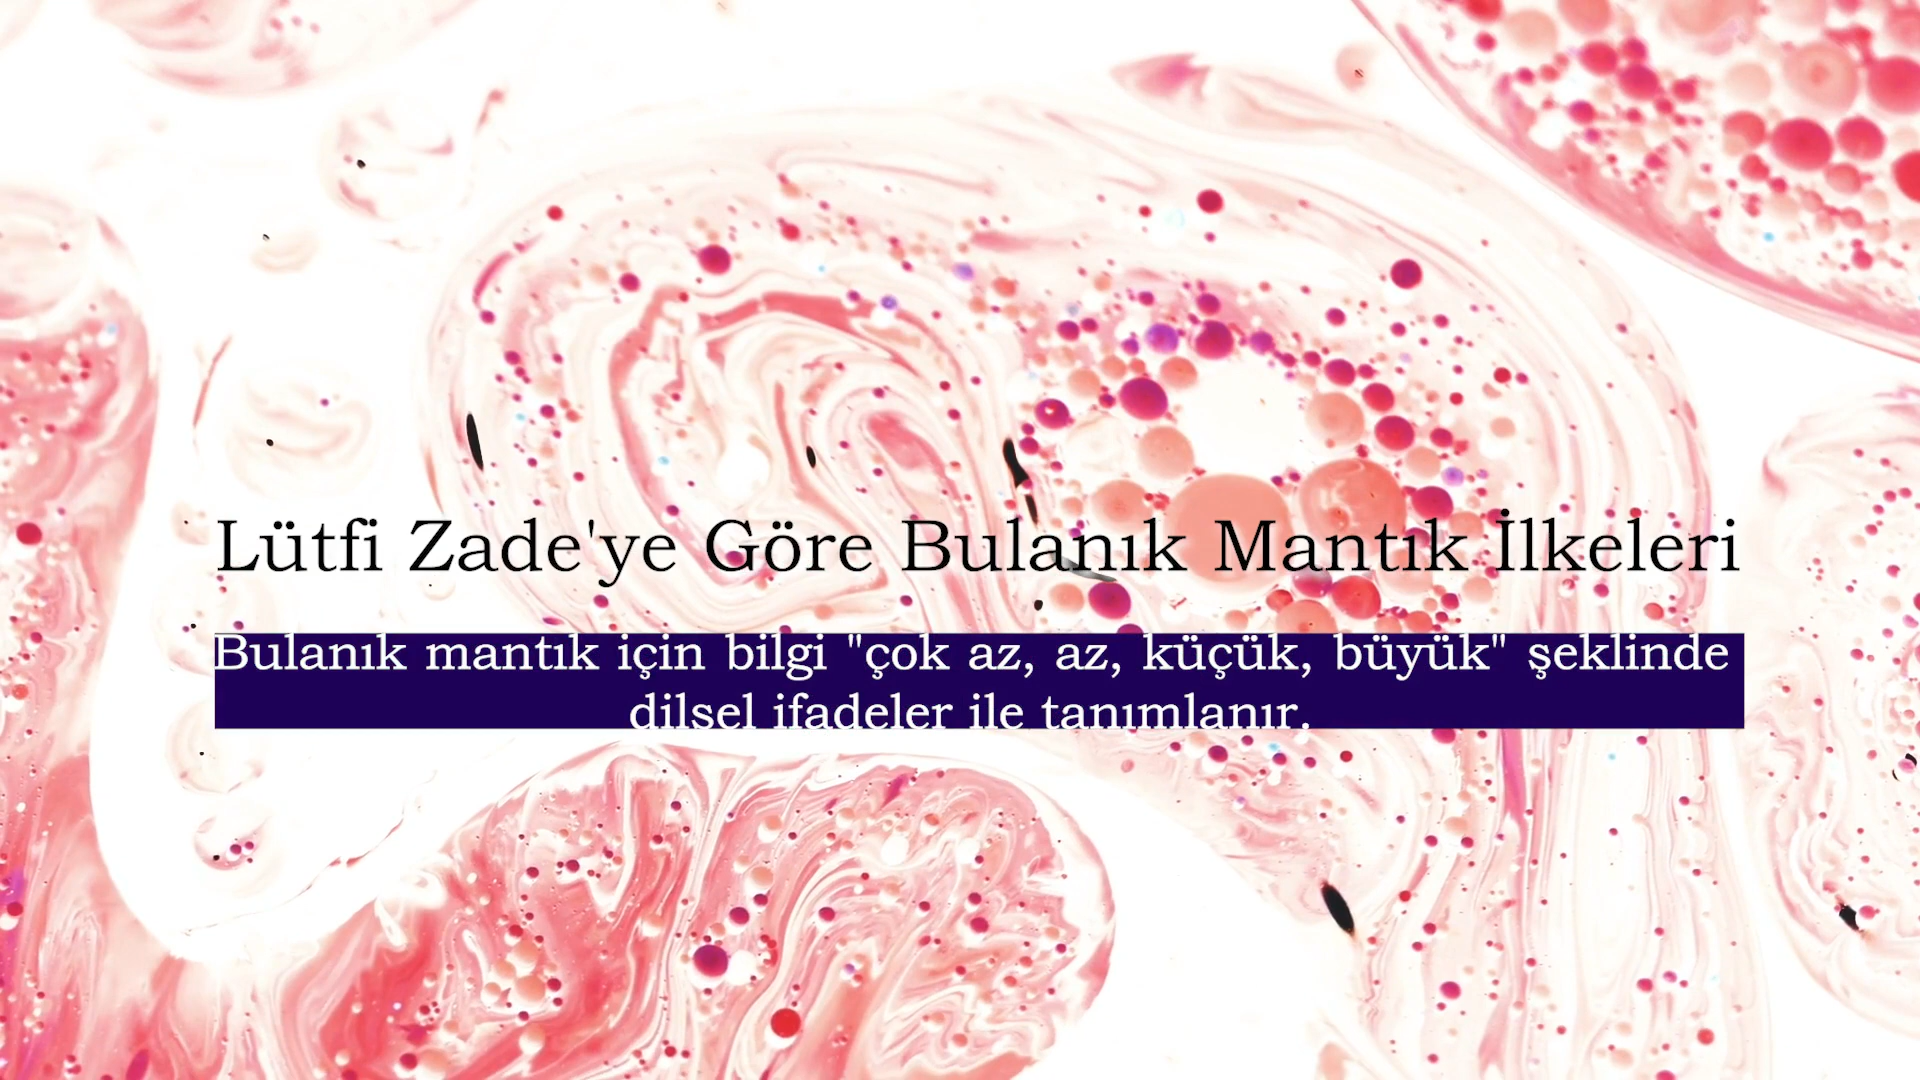 Lütfi Zade'ye Göre Bulanık Mantık İlkeleri
Bulanık mantık için bilgi "çok az, az, küçük, büyük" şeklinde
dilsel ifadeler ile tanımlanır.